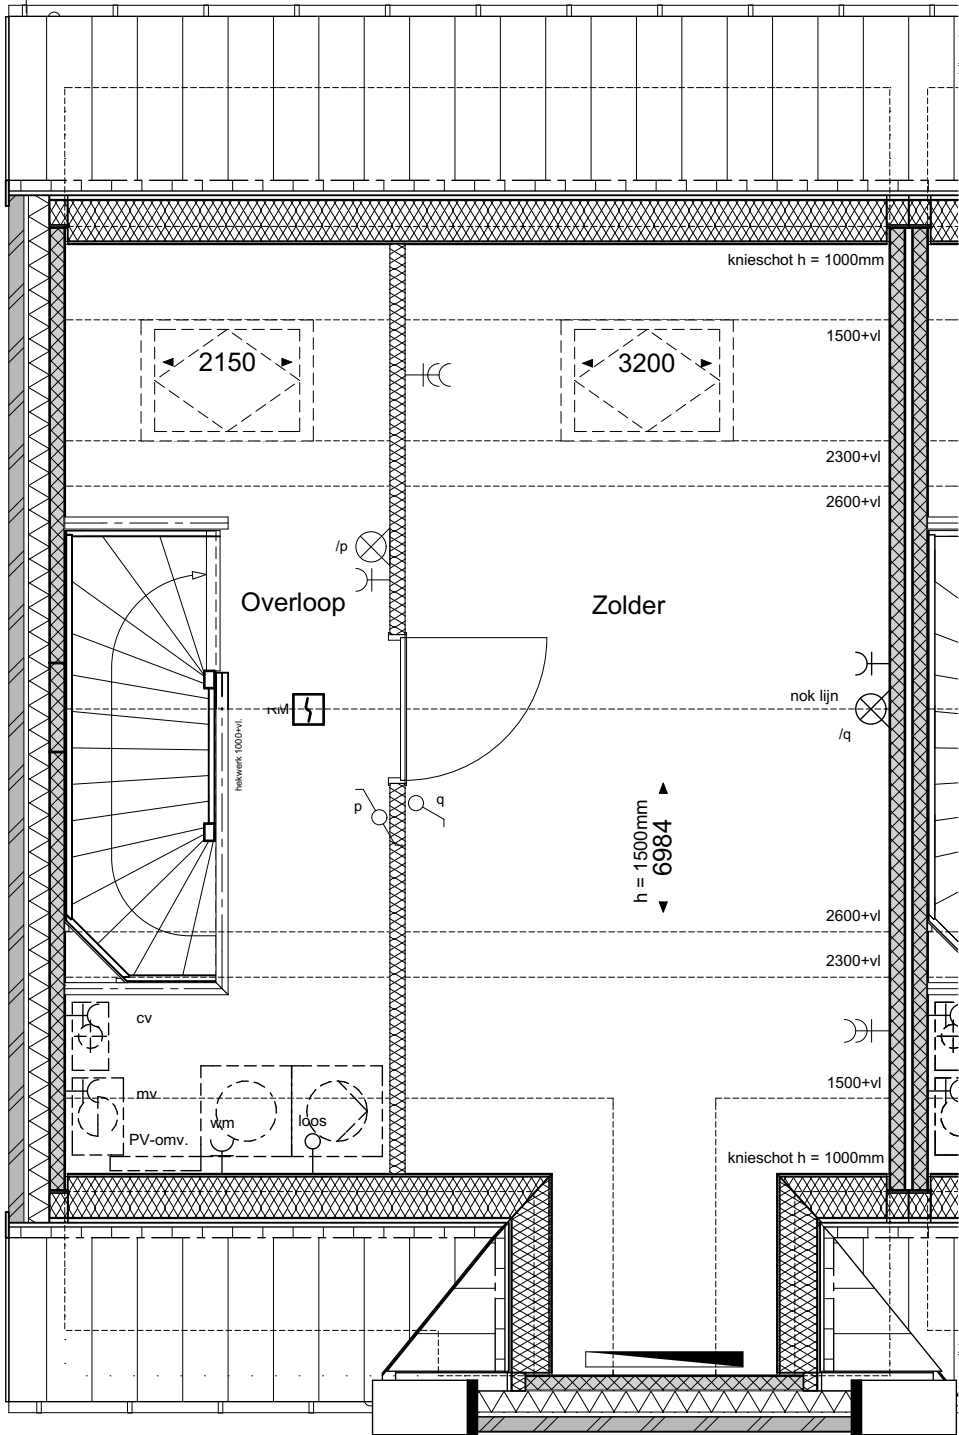 knieschot h = 1000mm
1500+vl
2150
3200
2300+vl
2600+vl
/p
Overloop
Zolder
nok lijn
RM
/q
hekwerk 1000+vl.
p
q
h = 1500mm
6984
2600+vl
2300+vl
cv
1500+vl
mv
wm
loos
PV-omv.
knieschot h = 1000mm